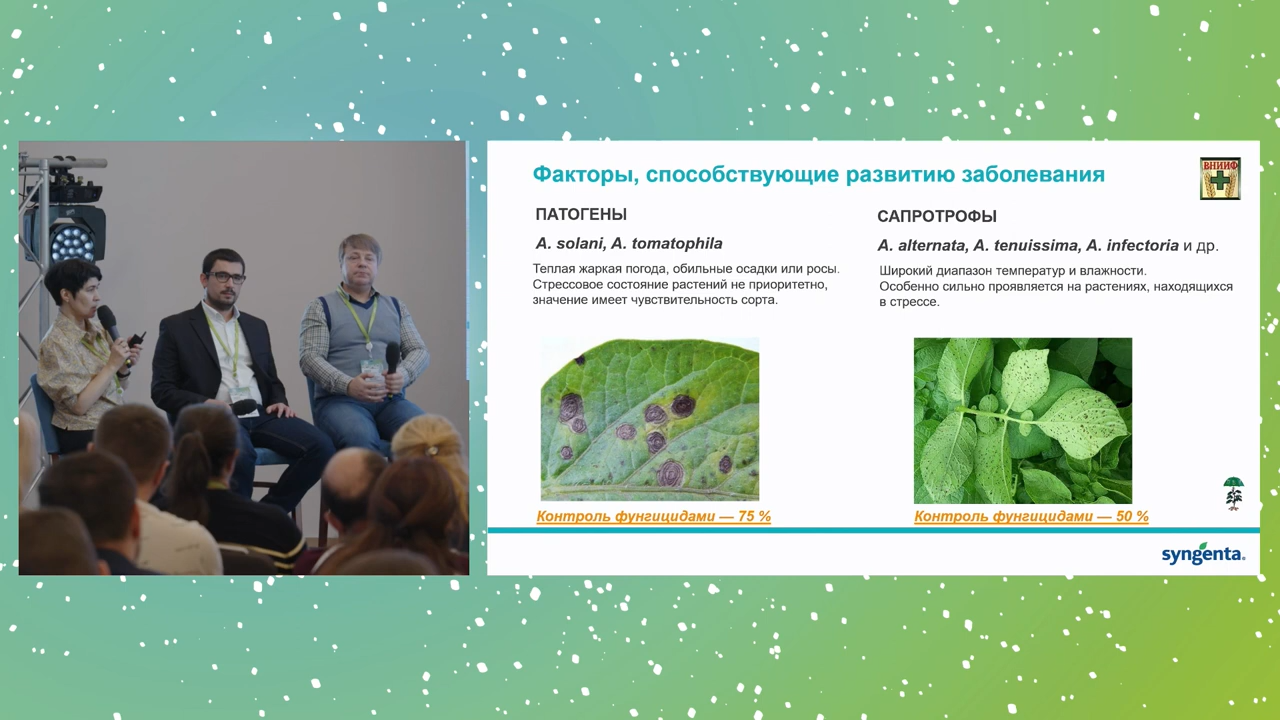 Факторы, способствующие развитию заболевания
ВНИИФ
ПАТОГЕНЫ
A. solani, A. tomatophila
Теплая жаркая погода, обильные осадки или росы.
Стрессовое состояние растений не приоритетно,
значение имеет чувствительность сорта.
Контроль фунгицидами — 75 %
САПРОТРОФЫ
A. alternata, A. tenuissima, A. infectoria и др.
Широкий диапазон температур и влажности.
Особенно сильно проявляется на растениях, находящихся
в стрессе.
Контроль фунгицидами — 50 %
syngenta.